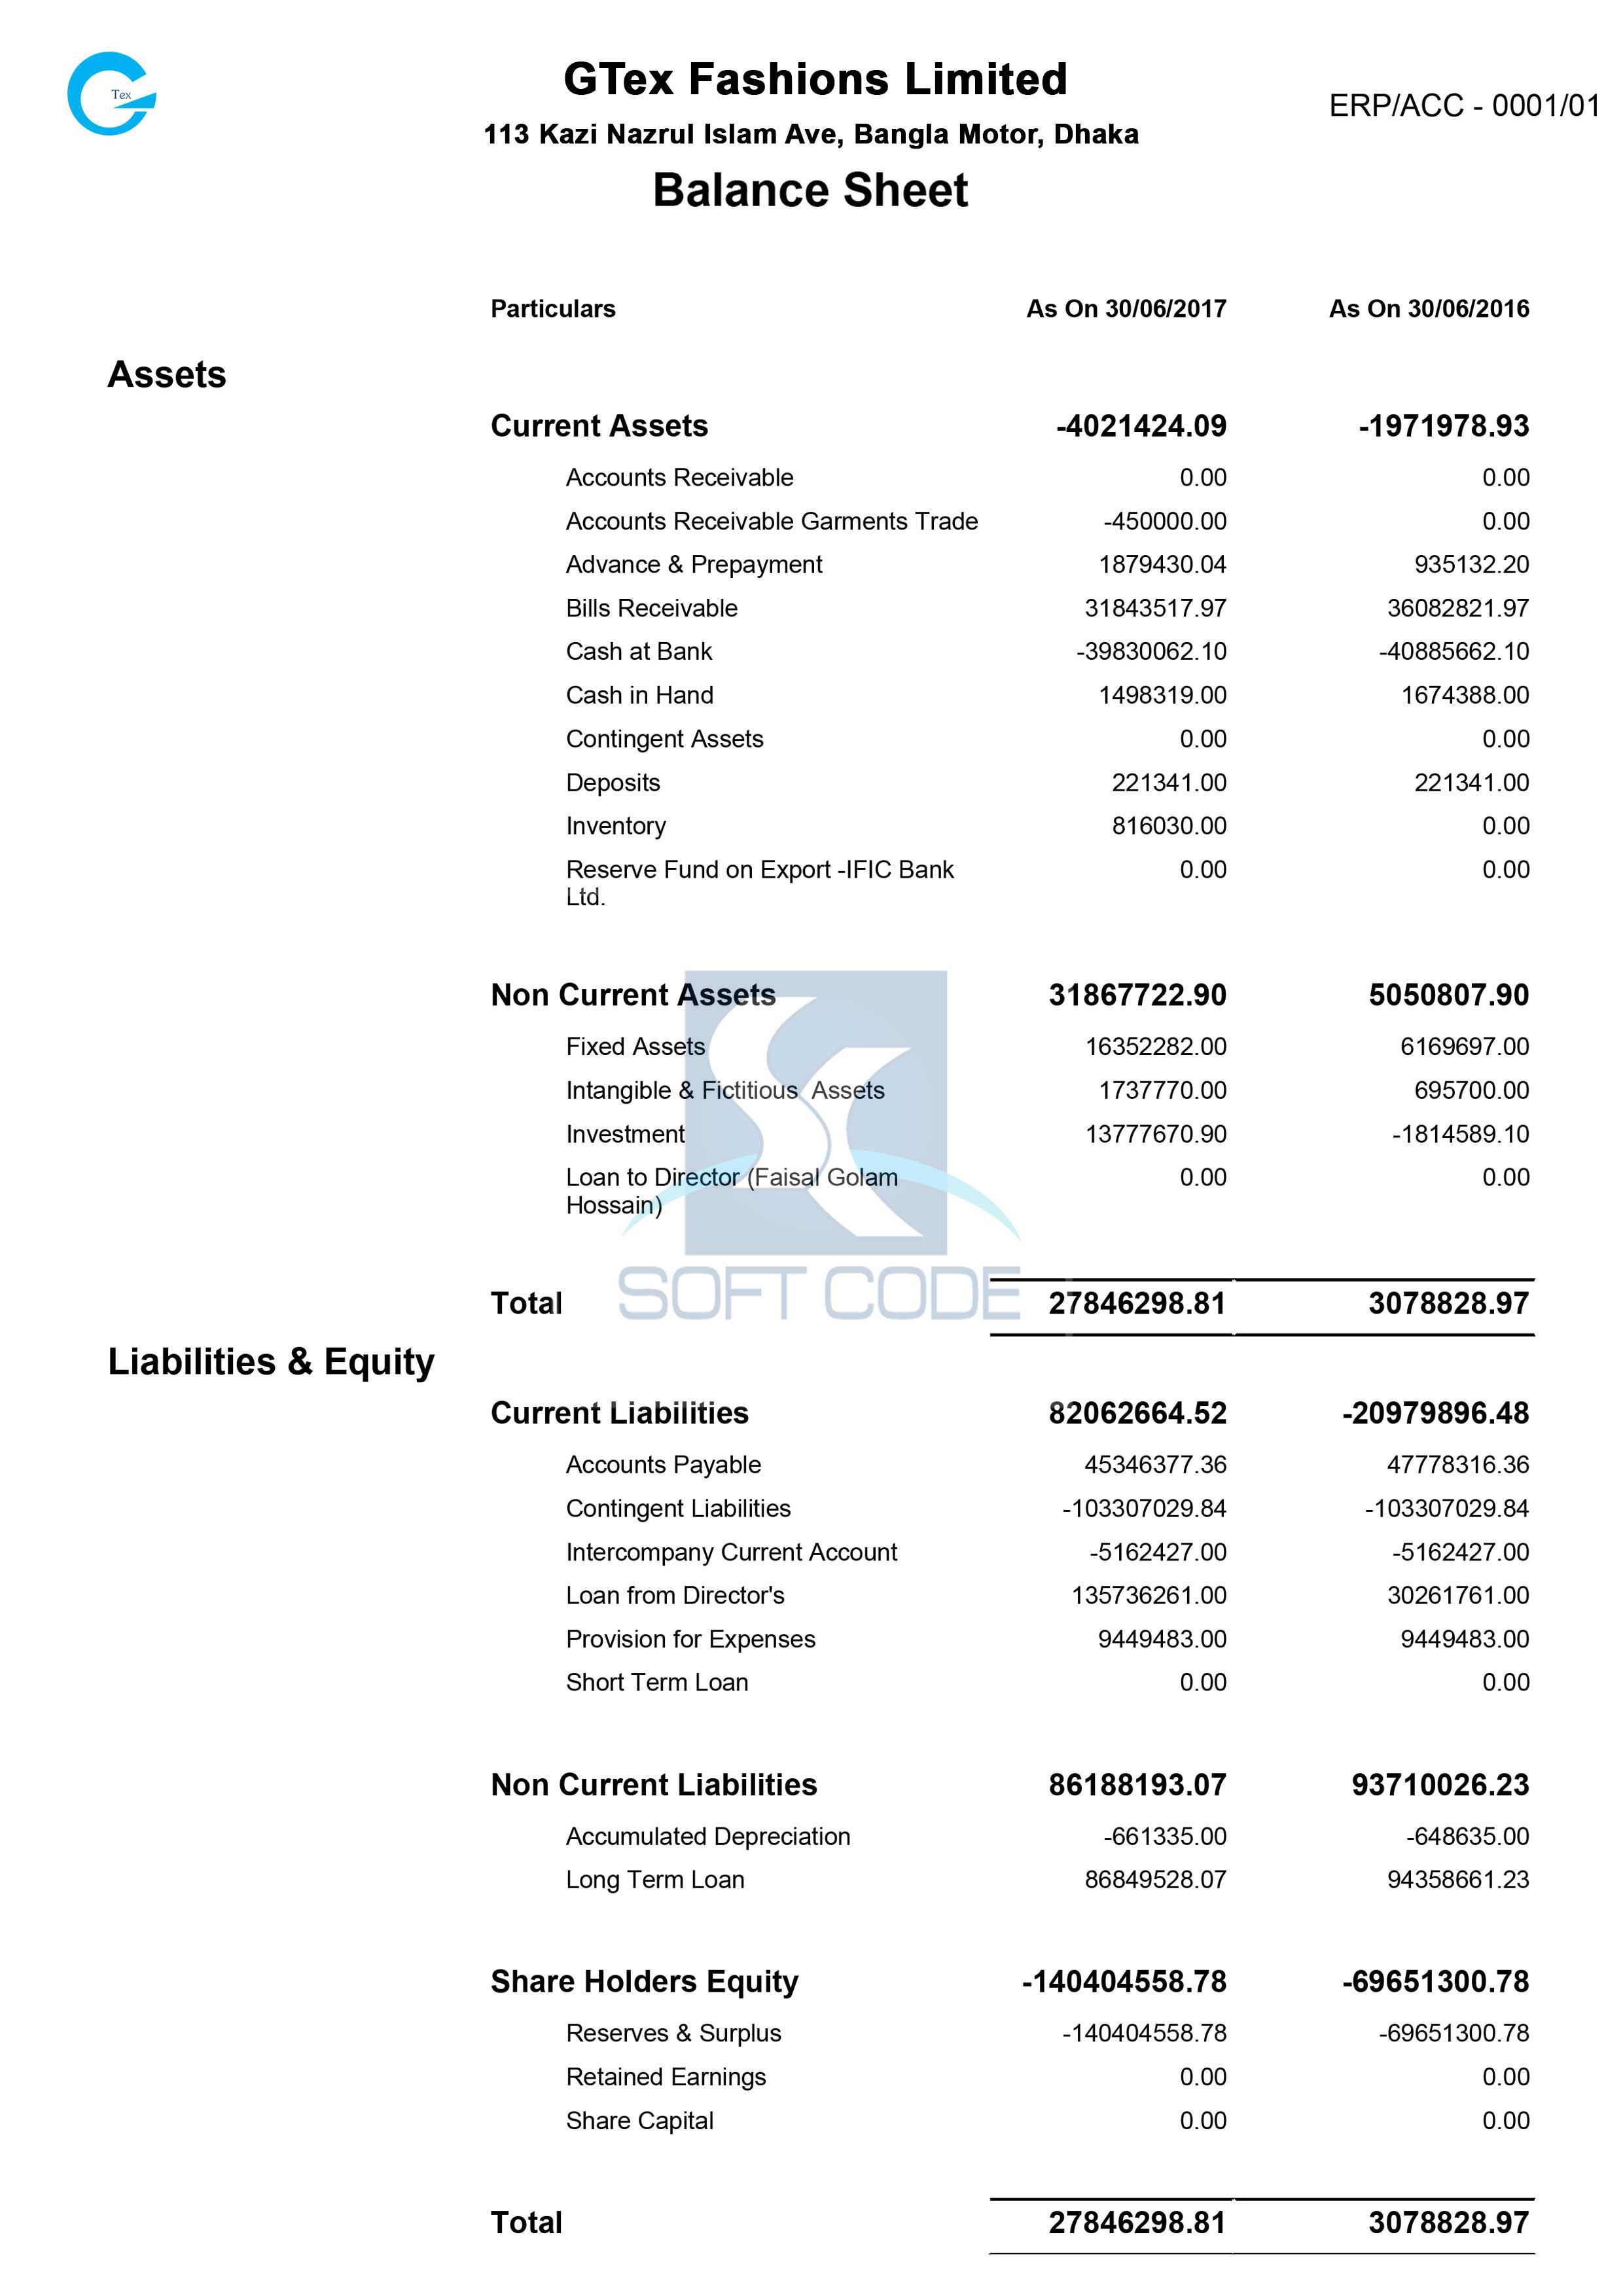 Tex
GTex Fashions Limited
ERP/ACC - 0001/01
113 Kazi Nazrul Islam Ave, Bangla Motor, Dhaka
Balance Sheet
Particulars As On 30/06/2017 As On 30/06/2016
Assets
Current Assets -4021424.09 -1971978.93
Accounts Receivable 0.00 0.00
Accounts Receivable Garments Trade -450000.00 0.00
Advance & Prepayment 1879430.04 935132.20
Bills Receivable 31843517.97 36082821.97
Cash at Bank -39830062.10 -40885662.10
Cash in Hand 1498319.00 1674388.00
Contingent Assets 0.00 0.00
Deposits 221341.00 221341.00
Inventory 816030.00 0.00
Reserve Fund on Export -IFIC Bank 0.00 0.00
Ltd.
Non Current Assets 31867722.90 5050807.90
Fixed Assets 16352282.00 6169697.00
Intangible & Fictitious Assets 1737770.00 695700.00
Investment 13777670.90 -1814589.10
Loan to Director (Faisal Golam 0.00 0.00
Hossain)
SOFT CODE
Total 27846298.81 3078828.97
Liabilities & Equity
Current Liabilities 82062664.52 -20979896.48
Accounts Payable 45346377.36 47778316.36
Contingent Liabilities -103307029.84 -103307029.84
Intercompany Current Account -5162427.00 -5162427.00
Loan from Director's 135736261.00 30261761.00
Provision for Expenses 9449483.00 9449483.00
Short Term Loan 0.00 0.00
Non Current Liabilities 86188193.07 93710026.23
Accumulated Depreciation -661335.00 -648635.00
Long Term Loan 86849528.07 94358661.23
Share Holders Equity -140404558.78 -69651300.78
Reserves & Surplus -140404558.78 -69651300.78
Retained Earnings 0.00 0.00
Share Capital 0.00 0.00
Total 27846298.81 3078828.97